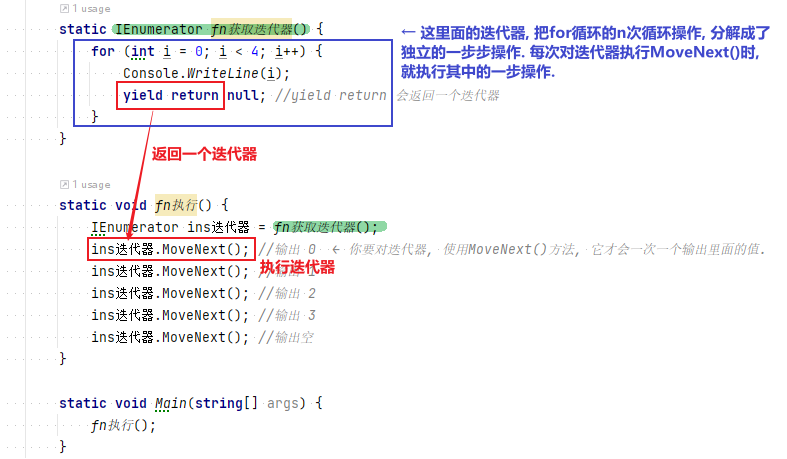 1 usage
static IEnumerator fn获取迭代器() {
← 这里面的迭代器, 把for循环的n次循环操作, 分解成了
独立的一步步操作. 每次对迭代器执行MoveNext()时,
就执行其中的一步操作.
for (int i = 0; i < 4; i++) {
Console.WriteLine(i);
yield return null; //yield return 会返回一个迭代器
}
}
返回一个迭代器
1 usage
static void fn执行() {
IEnumerator ins迭代器 = fn获取迭代器();
ins迭代器.MoveNext(); //输出 0 ← 你要对迭代器, 使用MoveNext()方法, 它才会一次一个输出里面的值.
执行迭代器
ins迭代器.MoveNext(); //输出 1
ins迭代器.MoveNext(); //输出 2
ins迭代器.MoveNext(); //输出 3
ins迭代器.MoveNext(); //输出空
}
static void Main(string[] args) {
fn执行();
}